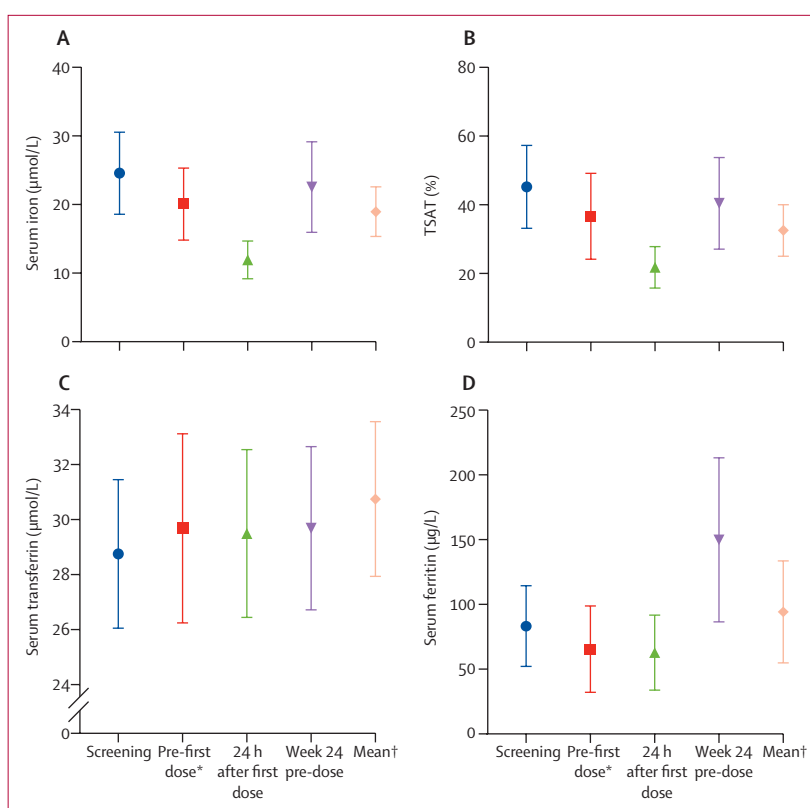 A
40
30
20
10
0
Serum iron (μmol/L)
B
80
60
40
20
0
TSAT (%)
C
34
32
30
28
26
24
0
Serum transferrin (μmol/L)
Screening
Pre-first
dose*
24 h
after first
dose
Week 24
pre-dose
Mean†
D
250
200
150
100
50
0
Serum ferritin (μg/L)
Screening
Pre-first
dose*
24 h
after first
dose
Week 24
pre-dose
Mean†